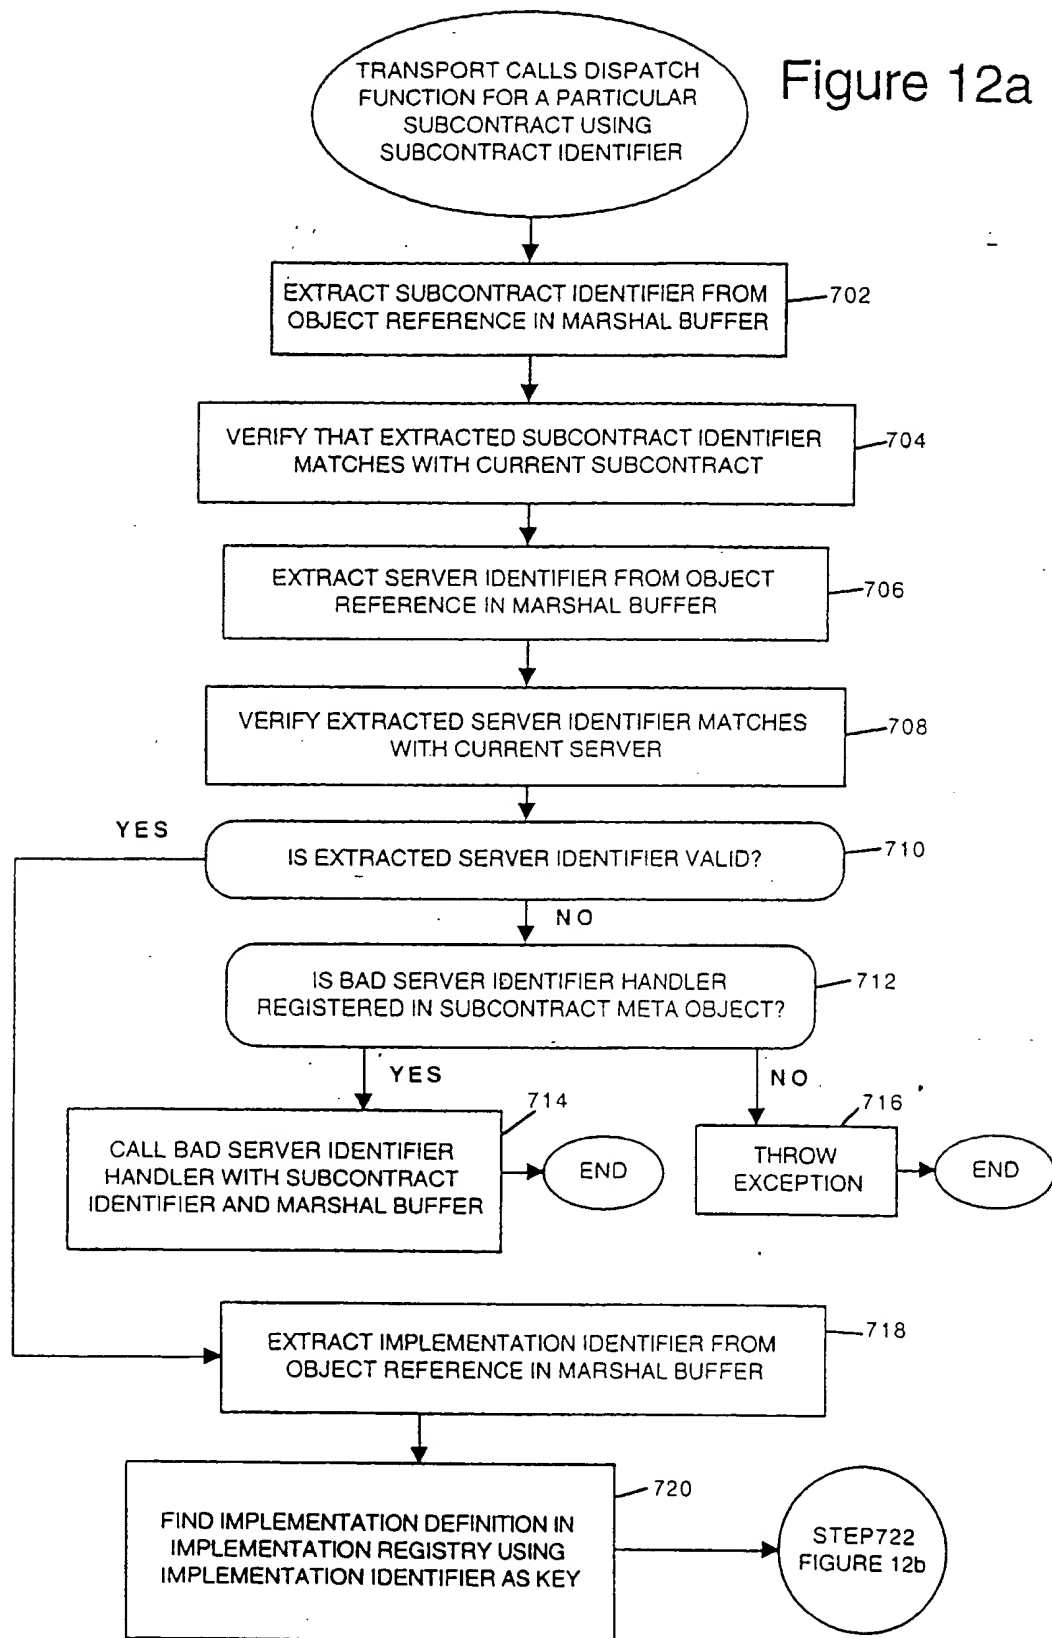 Figure 12a
TRANSPORT CALLS DISPATCH
FUNCTION FOR A PARTICULAR
SUBCONTRACT USING
SUBCONTRACT IDENTIFIER
EXTRACT SUBCONTRACT IDENTIFIER FROM
OBJECT REFERENCE IN MARSHAL BUFFER
702
VERIFY THAT EXTRACTED SUBCONTRACT IDENTIFIER
MATCHES WITH CURRENT SUBCONTRACT
704
EXTRACT SERVER IDENTIFIER FROM OBJECT
REFERENCE IN MARSHAL BUFFER
706
VERIFY EXTRACTED SERVER IDENTIFIER MATCHES
WITH CURRENT SERVER
708
YES
IS EXTRACTED SERVER IDENTIFIER VALID?
710
NO
IS BAD SERVER IDENTIFIER HANDLER
REGISTERED IN SUBCONTRACT META OBJECT?
712
YES
NO
714
CALL BAD SERVER IDENTIFIER
HANDLER WITH SUBCONTRACT
IDENTIFIER AND MARSHAL BUFFER
END
716
THROW
EXCEPTION
END
EXTRACT IMPLEMENTATION IDENTIFIER FROM
OBJECT REFERENCE IN MARSHAL BUFFER
718
FIND IMPLEMENTATION DEFINITION IN
IMPLEMENTATION REGISTRY USING
IMPLEMENTATION IDENTIFIER AS KEY
720
STEP722
FIGURE 12b